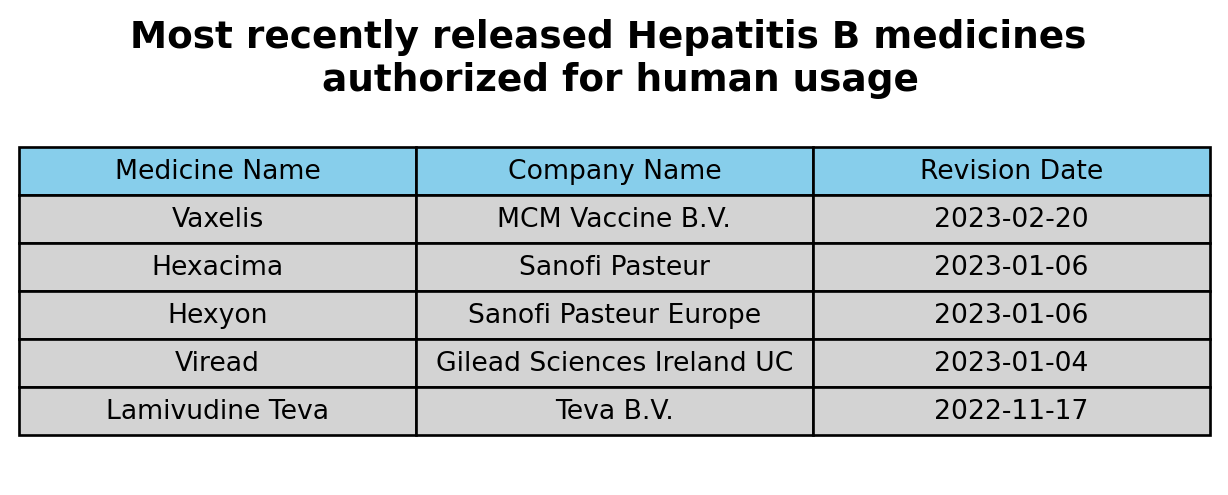 Most recently released Hepatitis B medicines
authorized for human usage
Medicine Name Company Name Revision Date
Vaxelis MCM Vaccine B.V. 2023-02-20
Hexacima Sanofi Pasteur 2023-01-06
Hexyon Sanofi Pasteur Europe 2023-01-06
Viread Gilead Sciences Ireland UC 2023-01-04
Lamivudine Teva Teva B.V. 2022-11-17